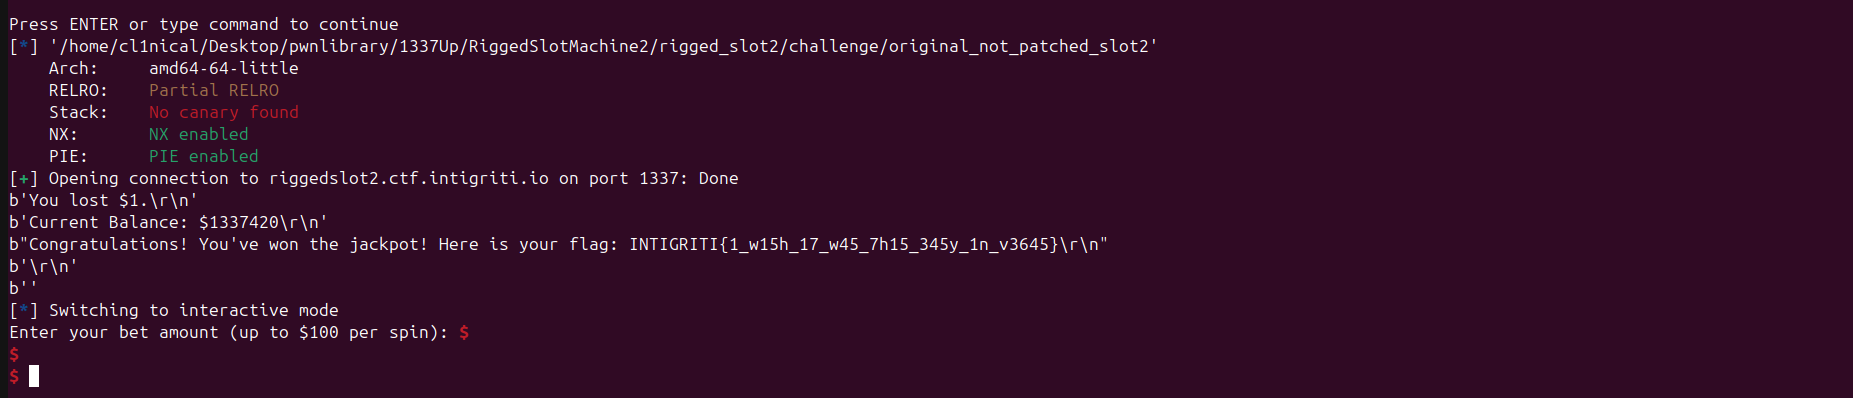 Press ENTER or type command to continue
[*] '/home/cl1nical/Desktop/pwnlibrary/1337Up/RiggedSlotMachine2/rigged_slot2/challenge/original_not_patched_slot2'
    Arch:     amd64-64-little
    RELRO:    Partial RELRO
    Stack:    No canary found
    NX:       NX enabled
    PIE:      PIE enabled
[+] Opening connection to riggedslot2.ctf.intigriti.io on port 1337: Done
b'You lost $1.\r\n'
b'Current Balance: $1337420\r\n'
b"Congratulations! You've won the jackpot! Here is your flag: INTIGRITI{1_w15h_17_w45_7h15_345y_1n_v3645}\r\n"
b'\r\n'
b''
[*] Switching to interactive mode
Enter your bet amount (up to $100 per spin): $
$
$